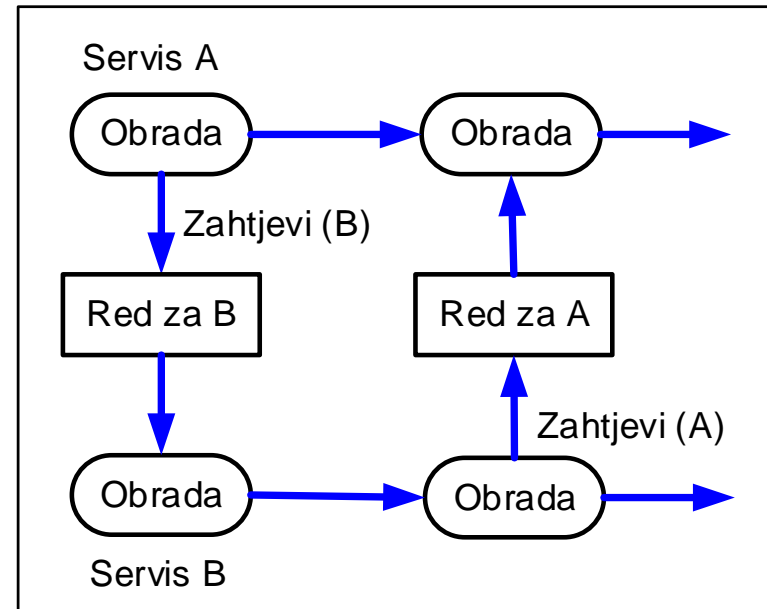 Servis A
Obrada
Obrada
Zahtjevi (B)
Red za B
Red za A
Zahtjevi (A)
Obrada
Obrada
Servis B